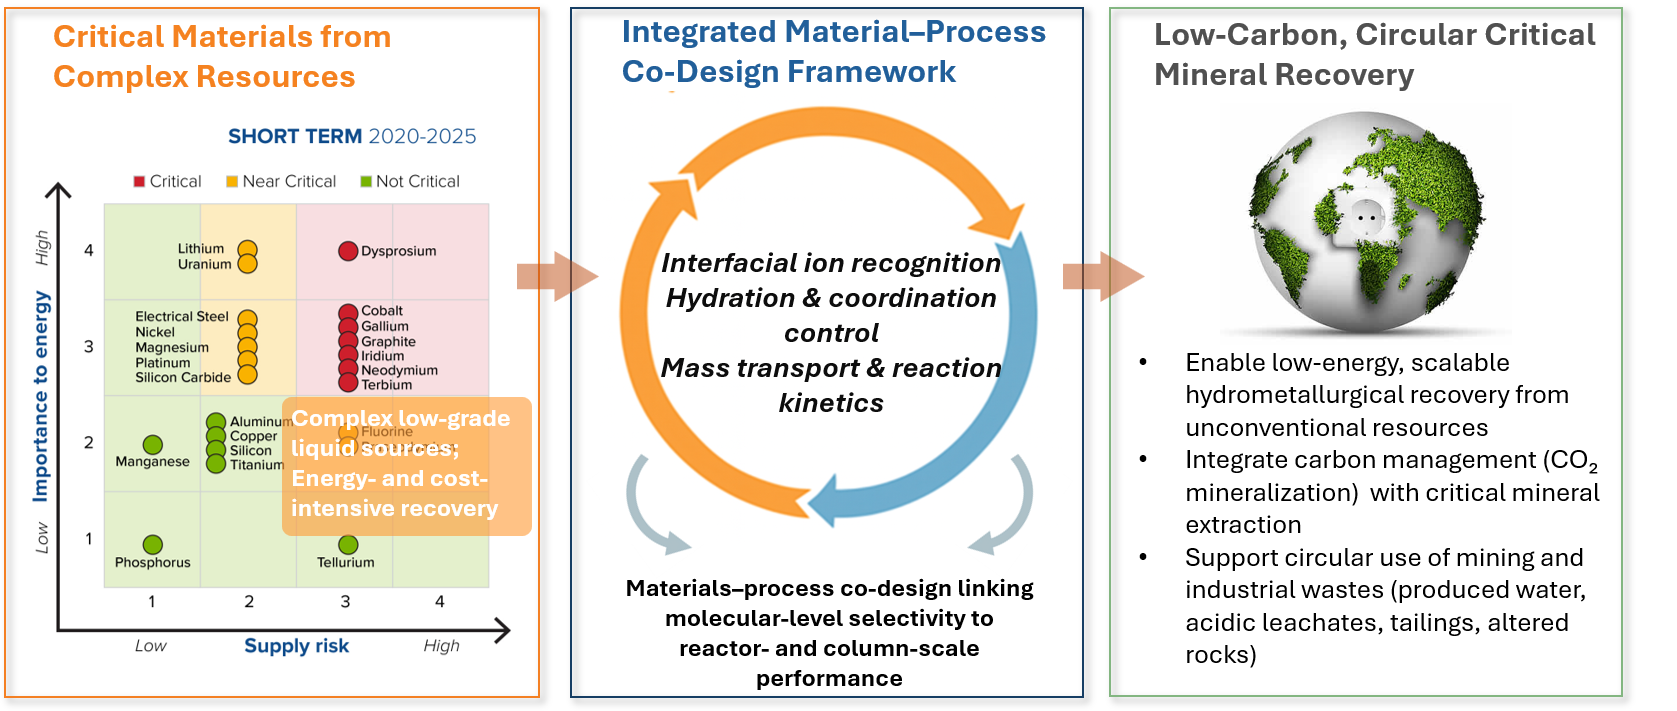 Critical Materials from
Complex Resources
SHORT TERM 2020-2025
Critical
Near Critical
Not Critical
Importance to energy
High
Low
4
3
2
1
Lithium
Uranium
Dysprosium
Electrical Steel
Nickel
Magnesium
Platinum
Silicon Carbide
Cobalt
Gallium
Graphite
Iridium
Neodymium
Terbium
Manganese
Aluminum
Copper
Silicon
Titanium
Fluorine
Complex low-grade
liquid sources;
Energy- and cost-
intensive recovery
Phosphorus
Tellurium
1
2
3
4
Low
Supply risk
High
Integrated Material–Process
Co-Design Framework
Interfacial ion recognition
Hydration & coordination
control
Mass transport & reaction
kinetics
Materials–process co-design linking
molecular-level selectivity to
reactor- and column-scale
performance
Low-Carbon, Circular Critical
Mineral Recovery
• Enable low-energy, scalable
hydrometallurgical recovery from
unconventional resources
• Integrate carbon management (CO₂
mineralization) with critical mineral
extraction
• Support circular use of mining and
industrial wastes (produced water,
acidic leachates, tailings, altered
rocks)